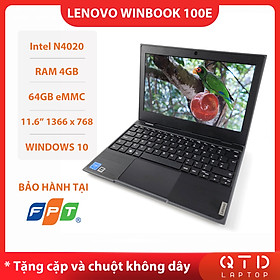 LENOVO WINBOOK 100E
Intel N4020
RAM 4GB
64GB eMMC
11.6” 1366 x 768
WINDOWS 10
BẢO HÀNH TẠI
FPT
* Tặng cặp và chuột không dây
QTD
LAPTOP